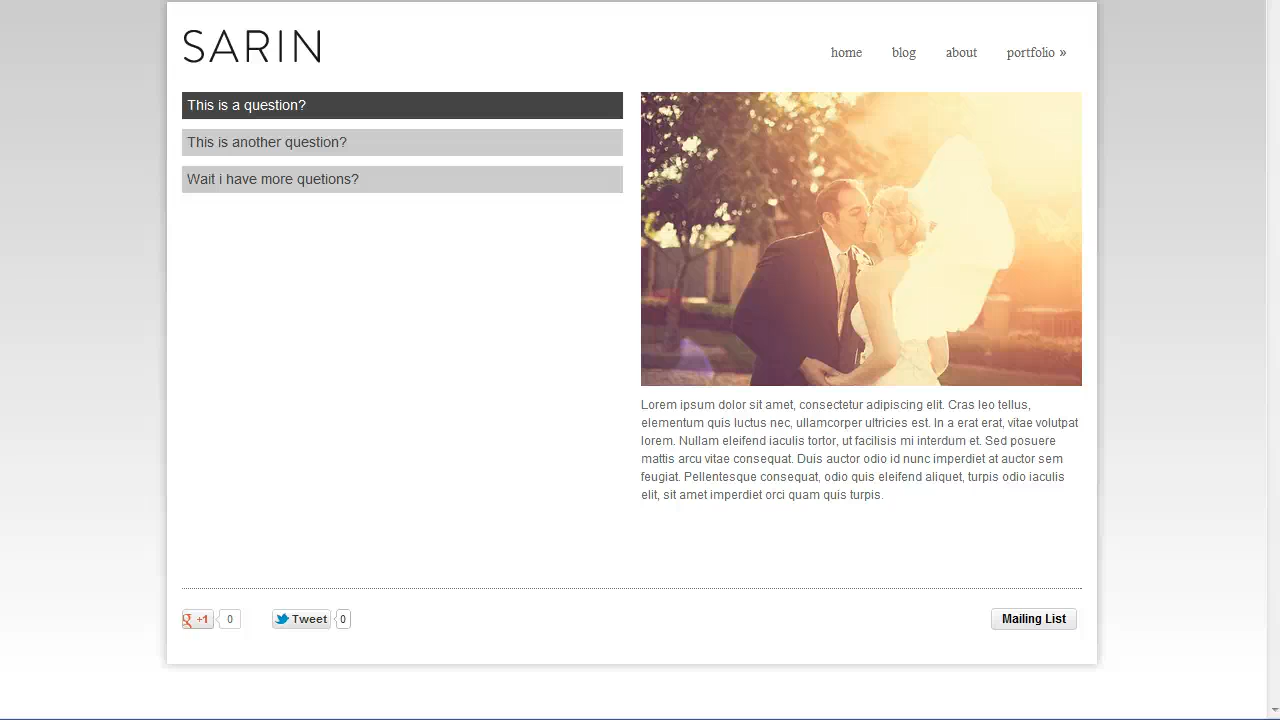 SARIN
home blog about portfolio »
This is a question?
This is another question?
Wait i have more quetions?
Lorem ipsum dolor sit amet, consectetur adipiscing elit. Cras leo tellus,
elementum quis luctus nec, ullamcorper ultricies est. In a erat erat, vitae volutpat
lorem. Nullam eleifend iaculis tortor, ut facilisis mi interdum et. Sed posuere
mattis arcu vitae consequat. Duis auctor odio id nunc imperdiet at auctor sem
feugiat. Pellentesque consequat, odio quis eleifend aliquet, turpis odio iaculis
elit, sit amet imperdiet orci quam quis turpis.
g +1 0 Tweet 0 Mailing List